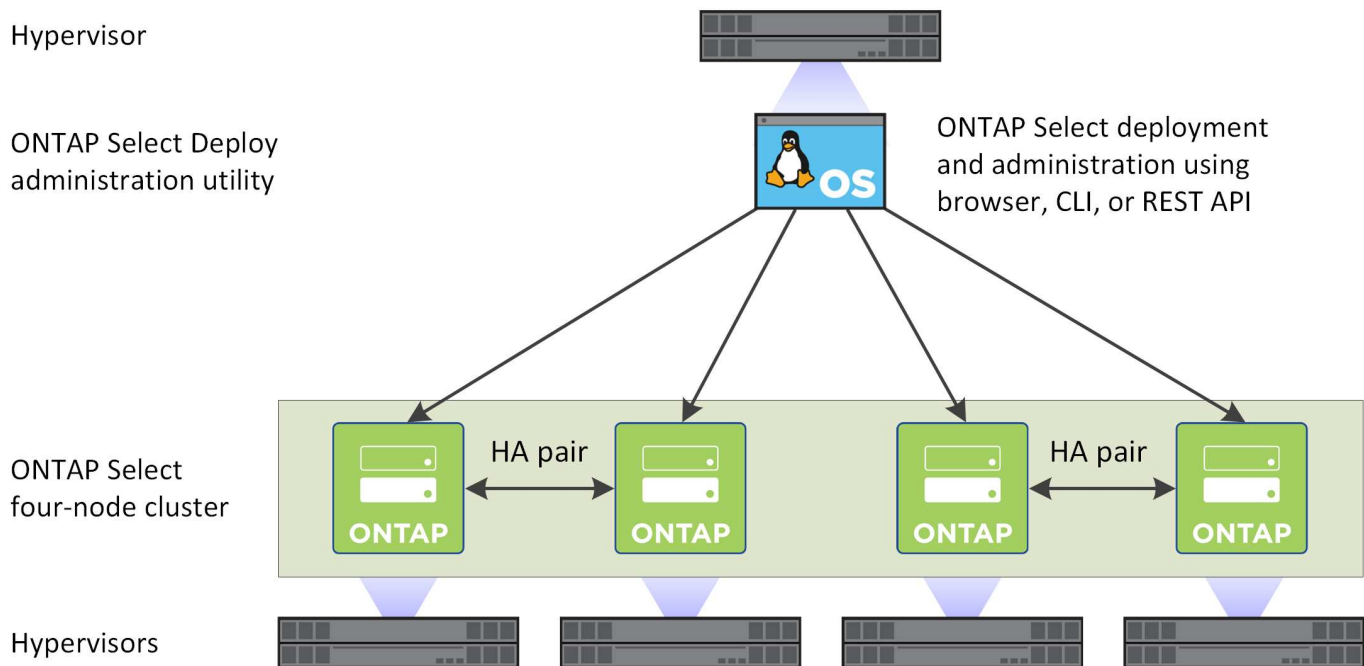 Hypervisor
ONTAP Select Deploy
administration utility
OS
ONTAP Select deployment
and administration using
browser, CLI, or REST API
ONTAP Select
four-node cluster
HA pair
HA pair
ONTAP
ONTAP
ONTAP
ONTAP
Hypervisors